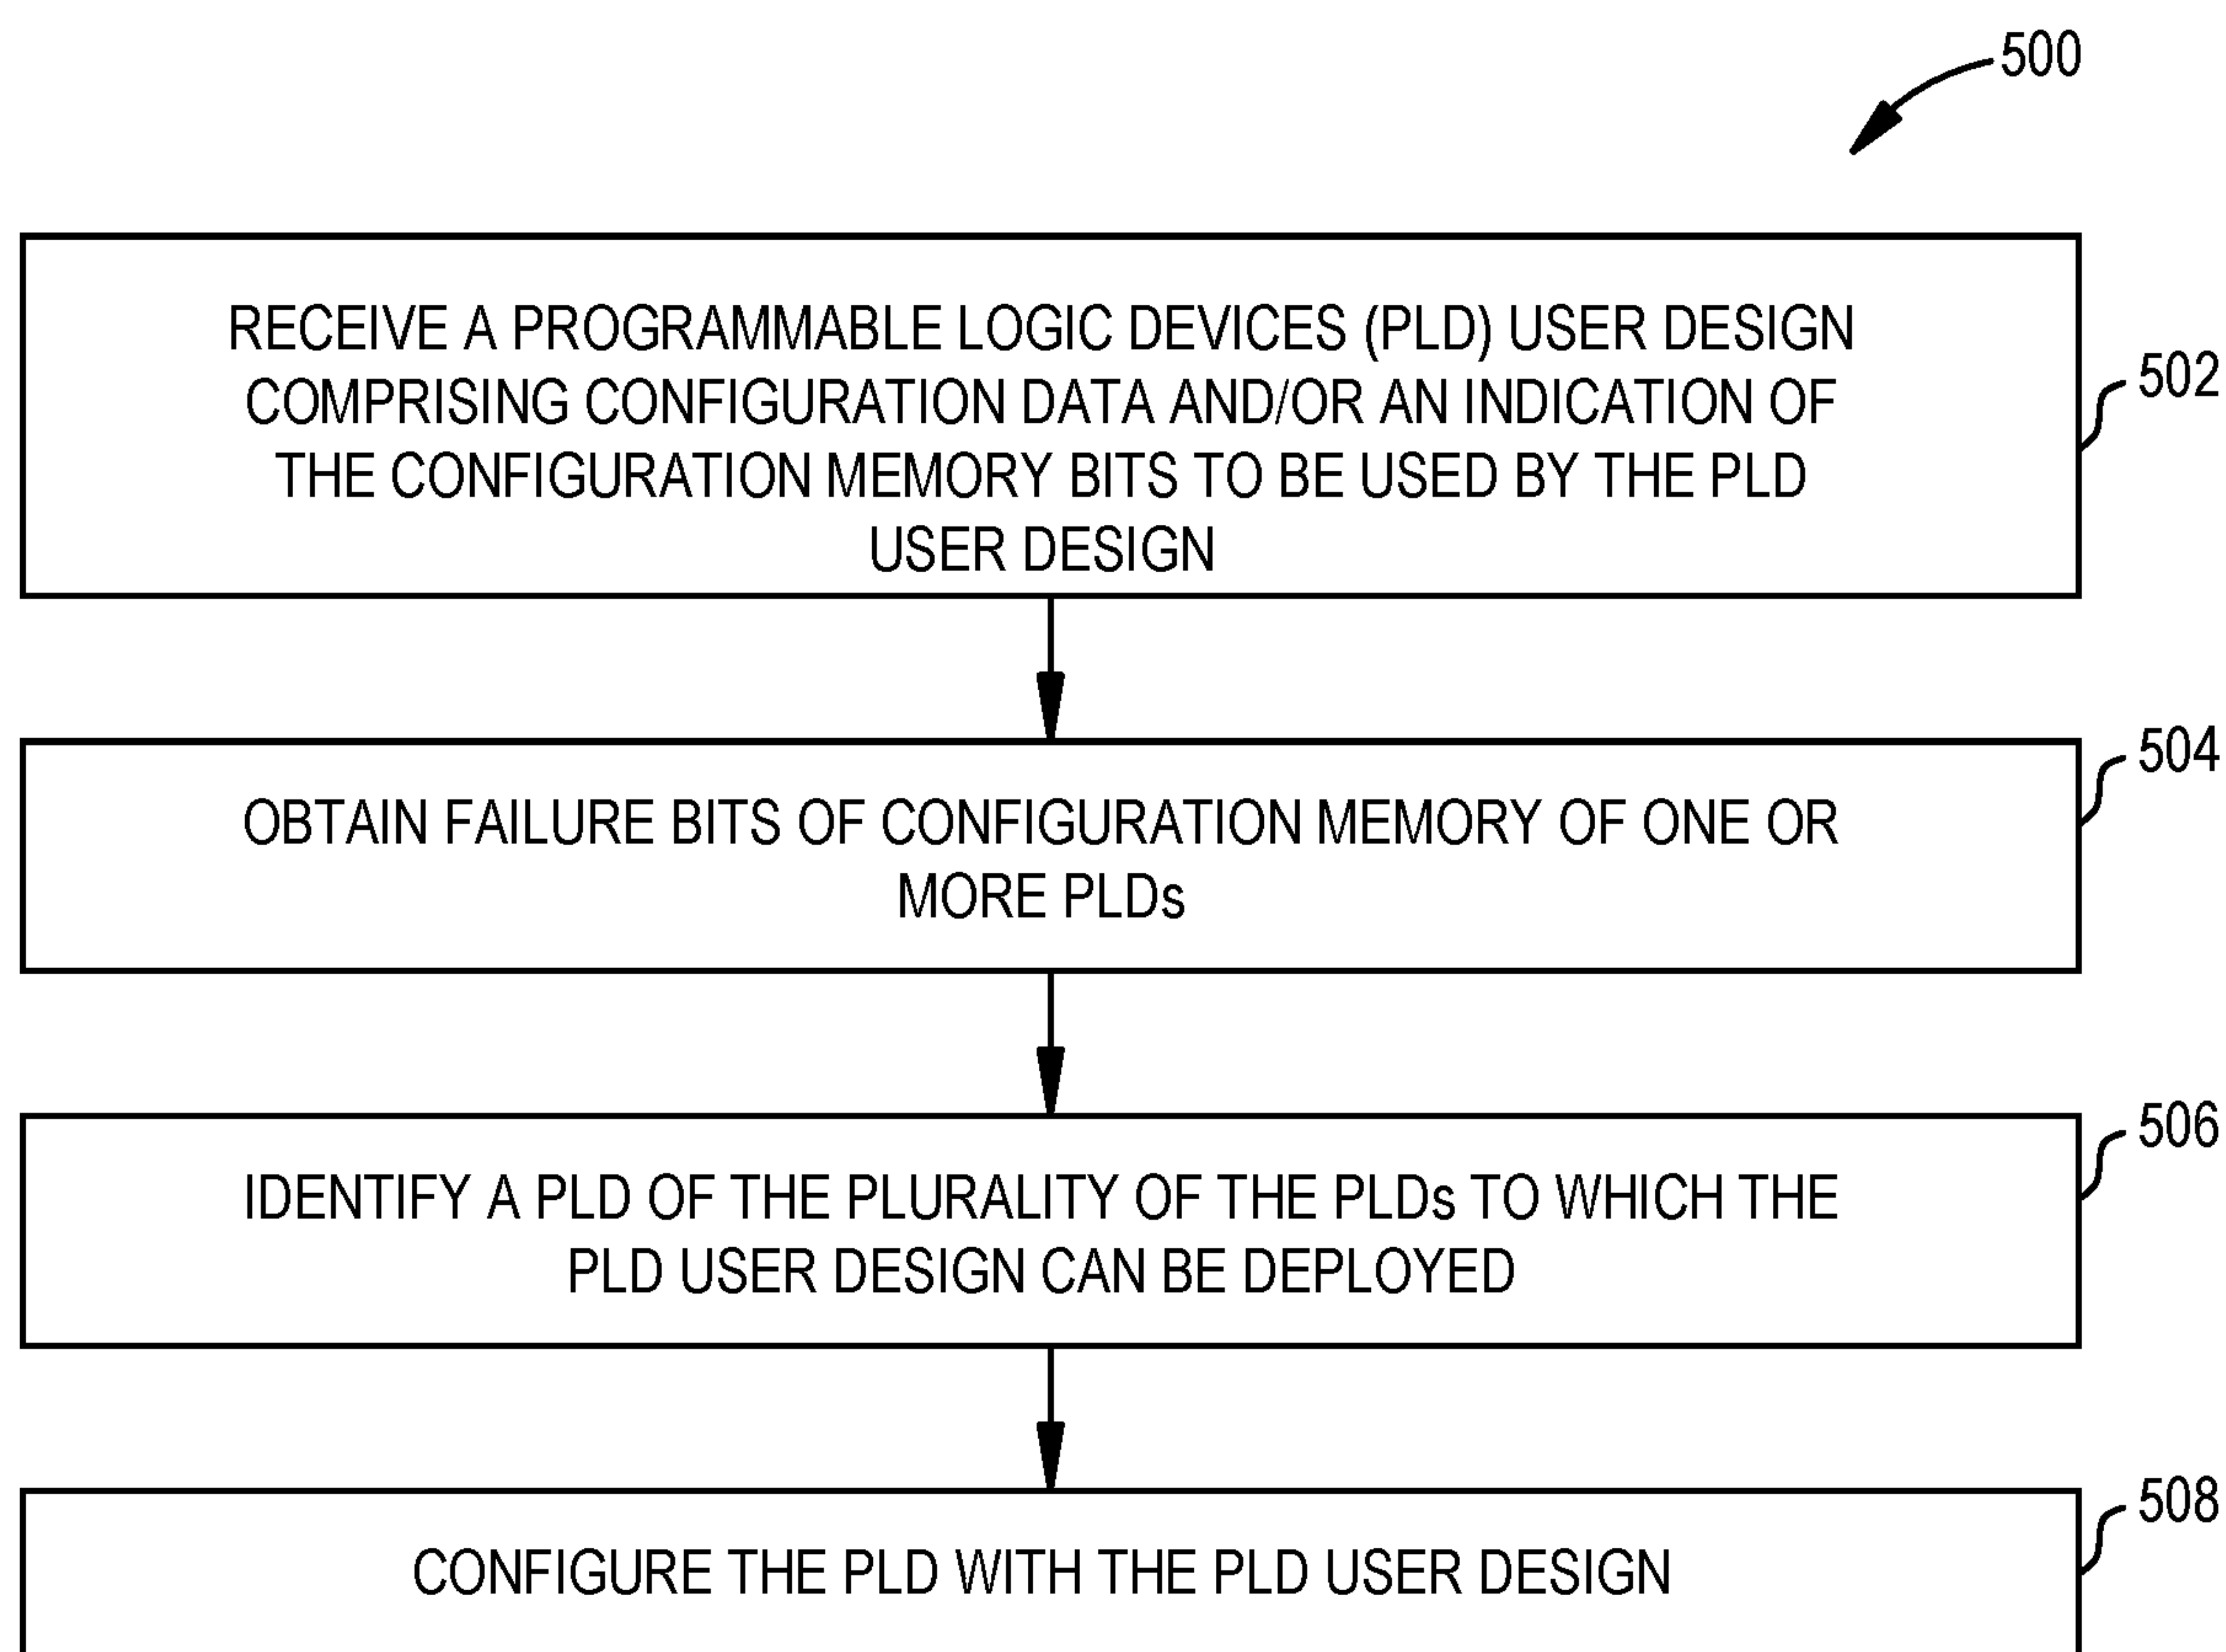 500
RECEIVE A PROGRAMMABLE LOGIC DEVICES (PLD) USER DESIGN
COMPRISING CONFIGURATION DATA AND/OR AN INDICATION OF
THE CONFIGURATION MEMORY BITS TO BE USED BY THE PLD
USER DESIGN
502
OBTAIN FAILURE BITS OF CONFIGURATION MEMORY OF ONE OR
MORE PLDs
504
IDENTIFY A PLD OF THE PLURALITY OF THE PLDs TO WHICH THE
PLD USER DESIGN CAN BE DEPLOYED
506
CONFIGURE THE PLD WITH THE PLD USER DESIGN
508